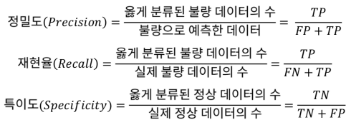 정밀도(Precision) = 옳게 분류된 불량 데이터의 수 / 불량으로 예측한 데이터 = TP / FP + TP
재현율(Recall) = 옳게 분류된 불량 데이터의 수 / 실제 불량 데이터의 수 = TP / FN + TP
특이도(Specificity) = 옳게 분류된 정상 데이터의 수 / 실제 정상 데이터의 수 = TN / TN + FP